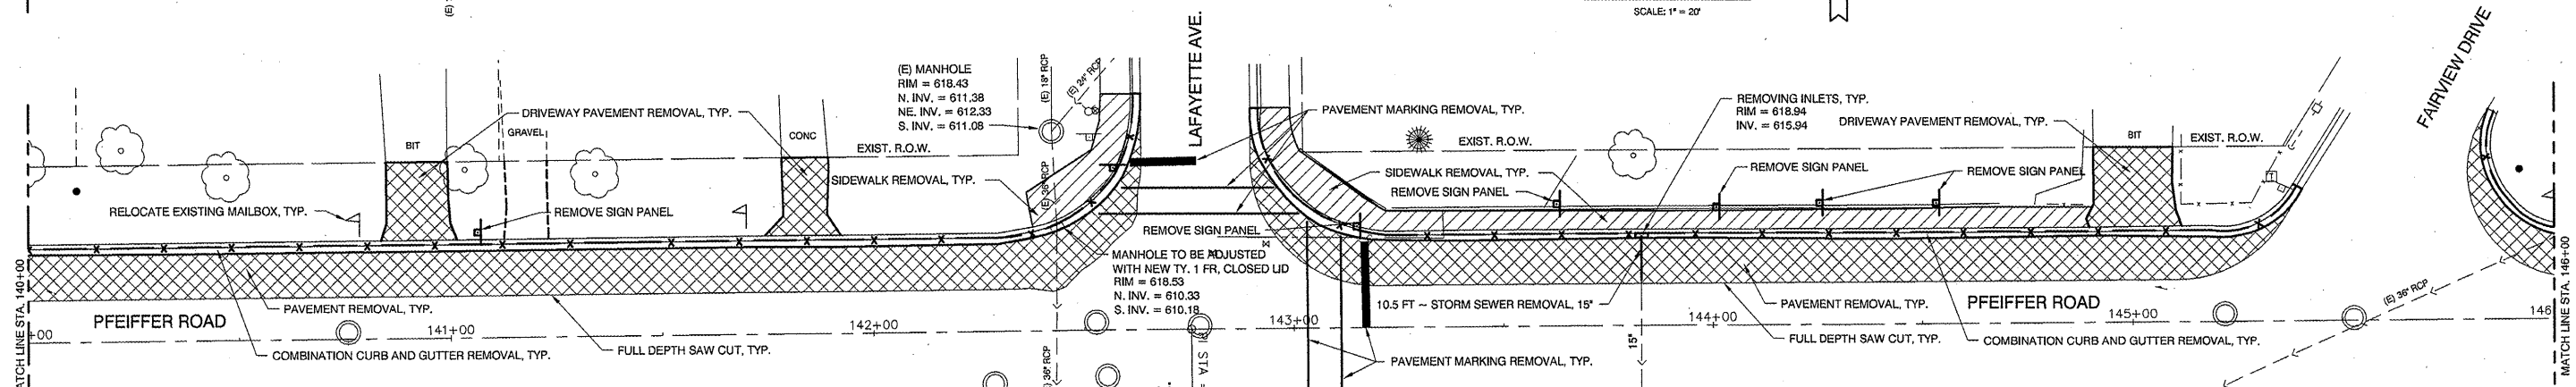 SCALE: 1" = 20'
LAFAYETTE AVE.
FAIRVIEW DRIVE
(E) 18" RCP
(E) 24" RCP
(E) MANHOLE
RIM = 618.43
N. INV. = 611.38
NE. INV. = 612.33
S. INV. = 611.08
DRIVEWAY PAVEMENT REMOVAL, TYP.
GRAVEL
BIT
CONC
EXIST. R.O.W.
PAVEMENT MARKING REMOVAL, TYP.
REMOVING INLETS, TYP.
RIM = 618.94
INV. = 615.94
DRIVEWAY PAVEMENT REMOVAL, TYP.
BIT
EXIST. R.O.W.
EXIST. R.O.W.
SIDEWALK REMOVAL, TYP.
(E) 36" RCP
SIDEWALK REMOVAL, TYP.
REMOVE SIGN PANEL
REMOVE SIGN PANEL
REMOVE SIGN PANEL
RELOCATE EXISTING MAILBOX, TYP.
REMOVE SIGN PANEL
REMOVE SIGN PANEL
MANHOLE TO BE ADJUSTED
WITH NEW TY. 1 FR, CLOSED LID
RIM = 618.53
N. INV. = 610.33
S. INV. = 610.18
MATCH LINE STA. 140+00
MATCH LINE STA. 146+00
PAVEMENT REMOVAL, TYP.
10.5 FT ~ STORM SEWER REMOVAL, 15"
PAVEMENT REMOVAL, TYP.
PFEIFFER ROAD
PFEIFFER ROAD
(E) 36" RCP
+00
141+00
142+00
143+00
144+00
145+00
146
COMBINATION CURB AND GUTTER REMOVAL, TYP.
FULL DEPTH SAW CUT, TYP.
(E) 36" RCP
STA =
PAVEMENT MARKING REMOVAL, TYP.
15"
FULL DEPTH SAW CUT, TYP.
COMBINATION CURB AND GUTTER REMOVAL, TYP.